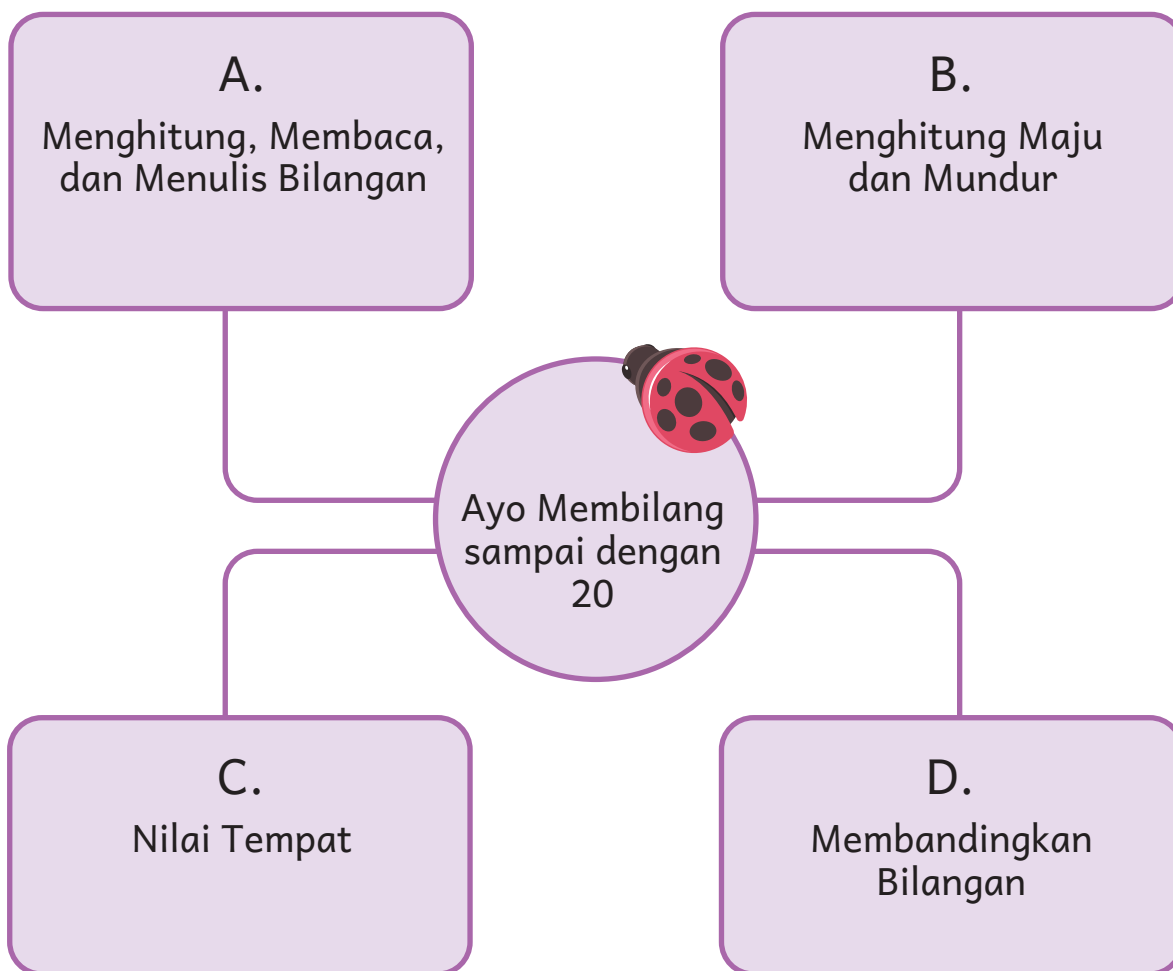 A.
Menghitung, Membaca,
dan Menulis Bilangan
B.
Menghitung Maju
dan Mundur
Ayo Membilang
sampai dengan
20
C.
Nilai Tempat
D.
Membandingkan
Bilangan